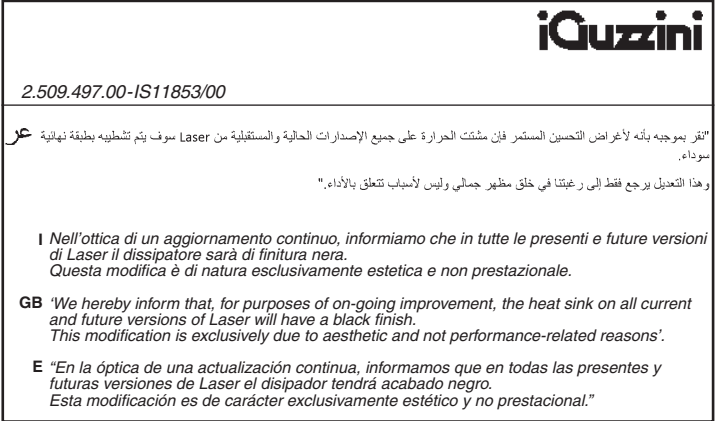 iGuzzini
2.509.497.00-IS11853/00
عر "نقر بموجبه بأنه لأغراض التحسين المستمر فإن مشتت الحرارة على جميع الإصدارات الحالية والمستقبلية من Laser سوف يتم تشطيبه بطبقة نهائية
سوداء.
وهذا التعديل يرجع فقط إلى رغبتنا في خلق مظهر جمالي وليس لأسباب تتعلق بالأداء."
I Nell'ottica di un aggiornamento continuo, informiamo che in tutte le presenti e future versioni
di Laser il dissipatore sarà di finitura nera.
Questa modifica è di natura esclusivamente estetica e non prestazionale.
GB 'We hereby inform that, for purposes of on-going improvement, the heat sink on all current
and future versions of Laser will have a black finish.
This modification is exclusively due to aesthetic and not performance-related reasons'.
E "En la óptica de una actualización continua, informamos que en todas las presentes y
futuras versiones de Laser el disipador tendrá acabado negro.
Esta modificación es de carácter exclusivamente estético y no prestacional."